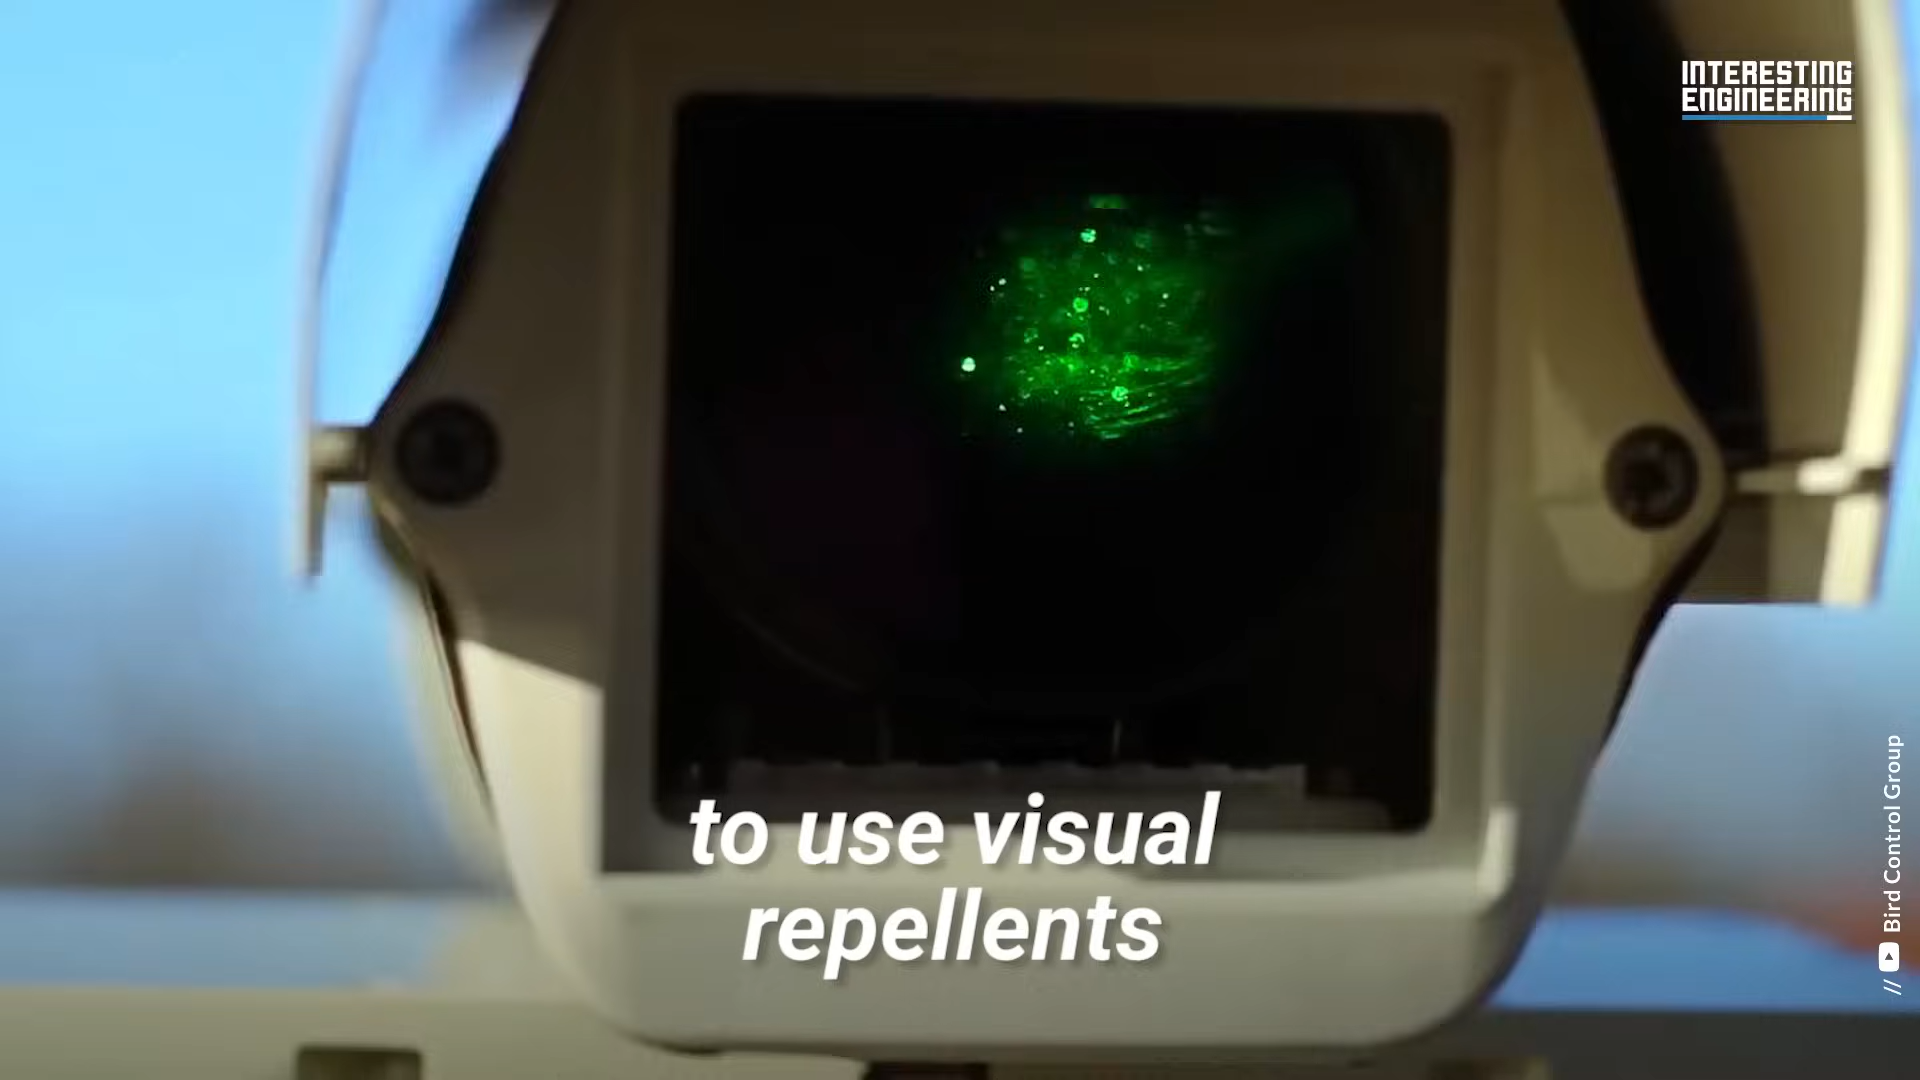 INTERESTING
ENGINEERING
to use visual
repellents
// Bird Control Group